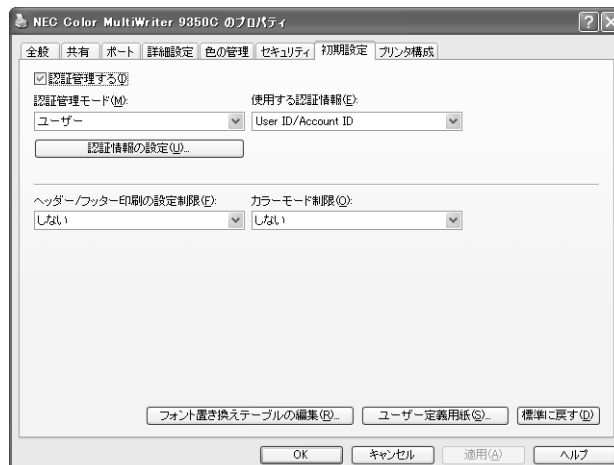 NEC Color MultiWriter 9350C のプロパティ
全般 共有 ポート 詳細設定 色の管理 セキュリティ 初期設定 プリンタ構成
認証管理する(I)
認証管理モード(M): 使用する認証情報(E):
ユーザー User ID/Account ID
認証情報の設定(U)...
ヘッダー/フッター印刷の設定制限(F): カラーモード制限(O):
しない しない
フォント置き換えテーブルの編集(R)... ユーザー定義用紙(S)... 標準に戻す(D)
OK キャンセル 適用(A) ヘルプ